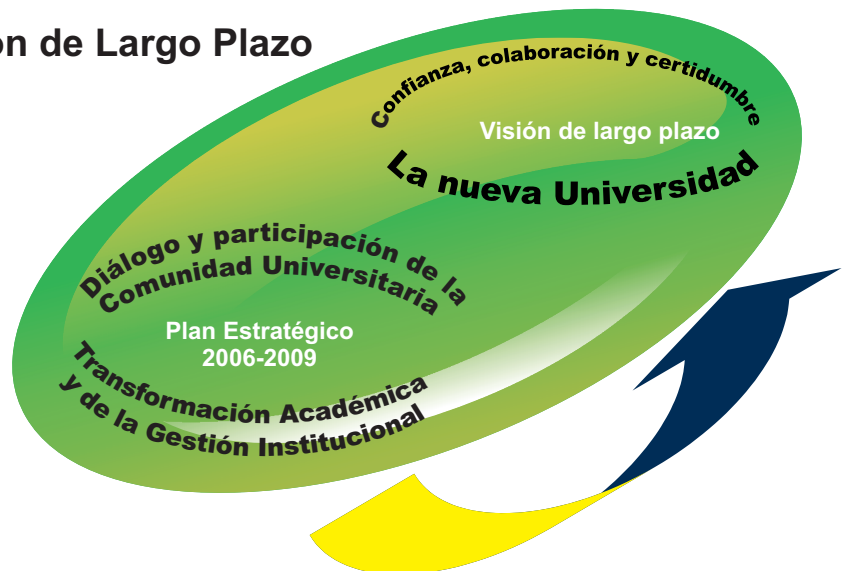 ón de Largo Plazo
Confianza, colaboración y certidumbre
Visión de largo plazo
La nueva Universidad
Diálogo y participación de la
Comunidad Universitaria
Plan Estratégico
2006-2009
Transformación Académica
y de la Gestión Institucional